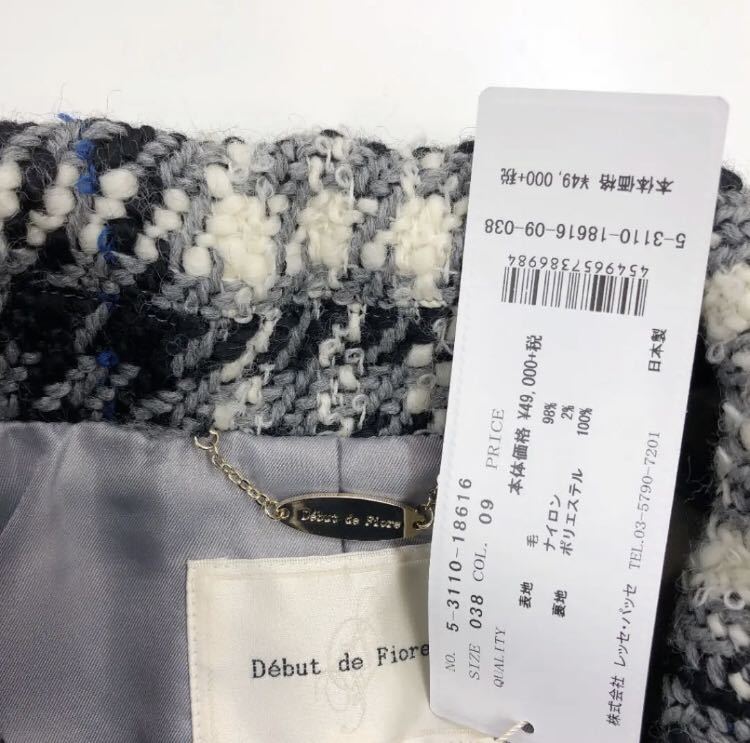 Début de Fiore
Début de Fiore
NO. 5-3110-18616
SIZE 038 COL. 09 PRICE
本体価格 ¥49,000+税
QUALITY
表地 毛 98%
ナイロン 2%
裏地 ポリエステル 100%
株式会社 レッセ・パッセ TEL.03-5790-7201
日本製
4549657386984
5-3110-18616-09-038
本体価格 ¥49,000+税